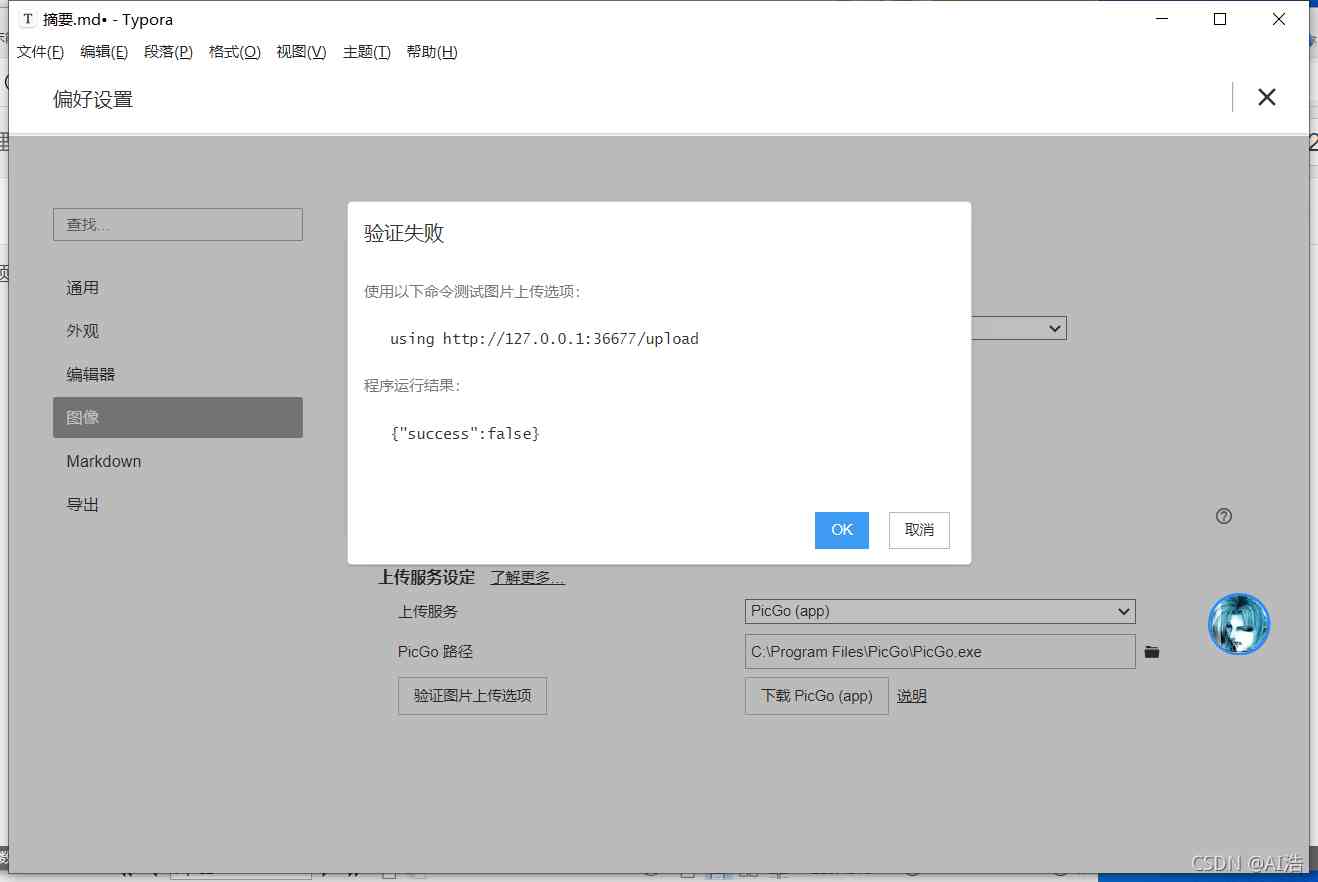 T 摘要.md• - Typora
文件(F) 编辑(E) 段落(P) 格式(O) 视图(V) 主题(T) 帮助(H)
偏好设置
查找...
通用
外观
编辑器
图像
Markdown
导出
验证失败
使用以下命令测试图片上传选项:
using http://127.0.0.1:36677/upload
程序运行结果:
{"success":false}
OK 取消
上传服务设定 了解更多...
上传服务 PicGo (app)
PicGo 路径 C:\Program Files\PicGo\PicGo.exe
验证图片上传选项 下载 PicGo (app) 说明
CSDN @AI浩